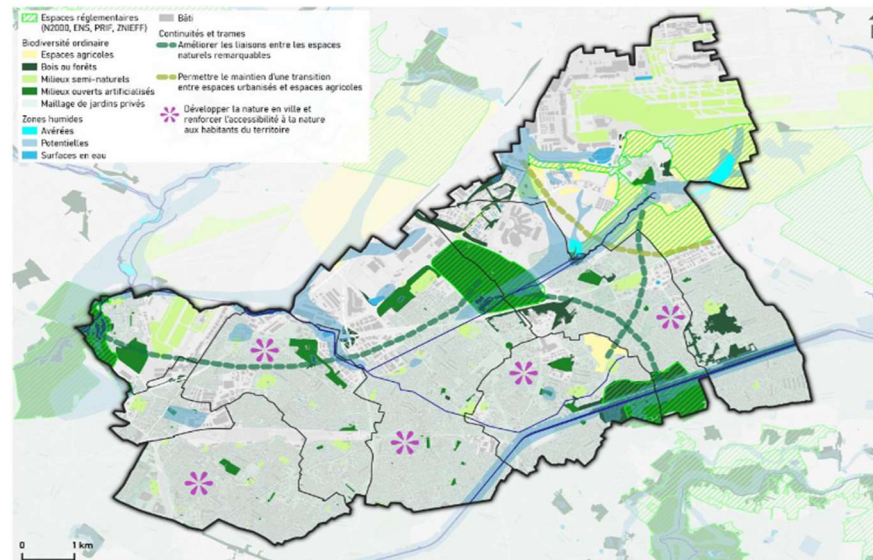 Espaces réglementaires
(N2000, ENS, PRIF, ZNIEFF)
Biodiversité ordinaire
Espaces agricoles
Bois ou forêts
Milieux semi-naturels
Milieux ouverts artificialisés
Maillage de jardins privés
Zones humides
Avérées
Potentielles
Surfaces en eau
Bâti
Continuités et trames
Améliorer les liaisons entre les espaces
naturels remarquables
Permettre le maintien d'une transition
entre espaces urbanisés et espaces agricoles
Développer la nature en ville et
renforcer l'accessibilité à la nature
aux habitants du territoire
0 1 km